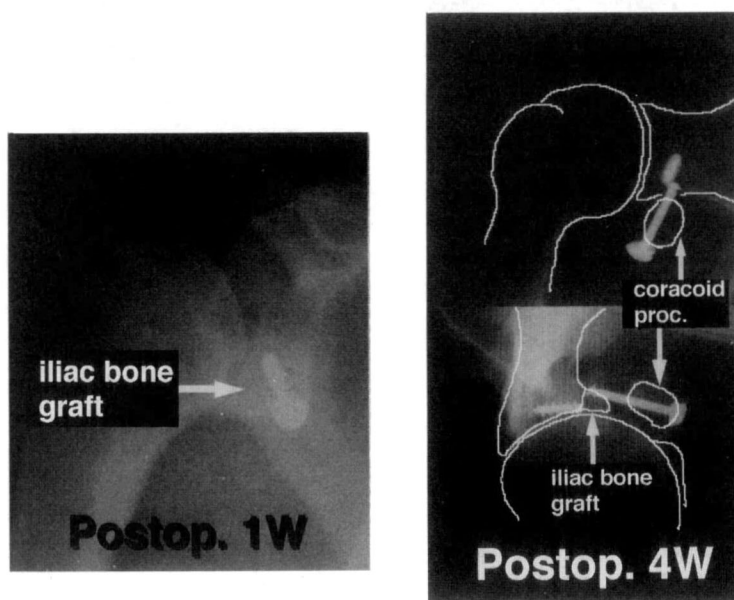 iliac bone
graft
Postop. 1W
coracoid
proc.
iliac bone
graft
Postop. 4W